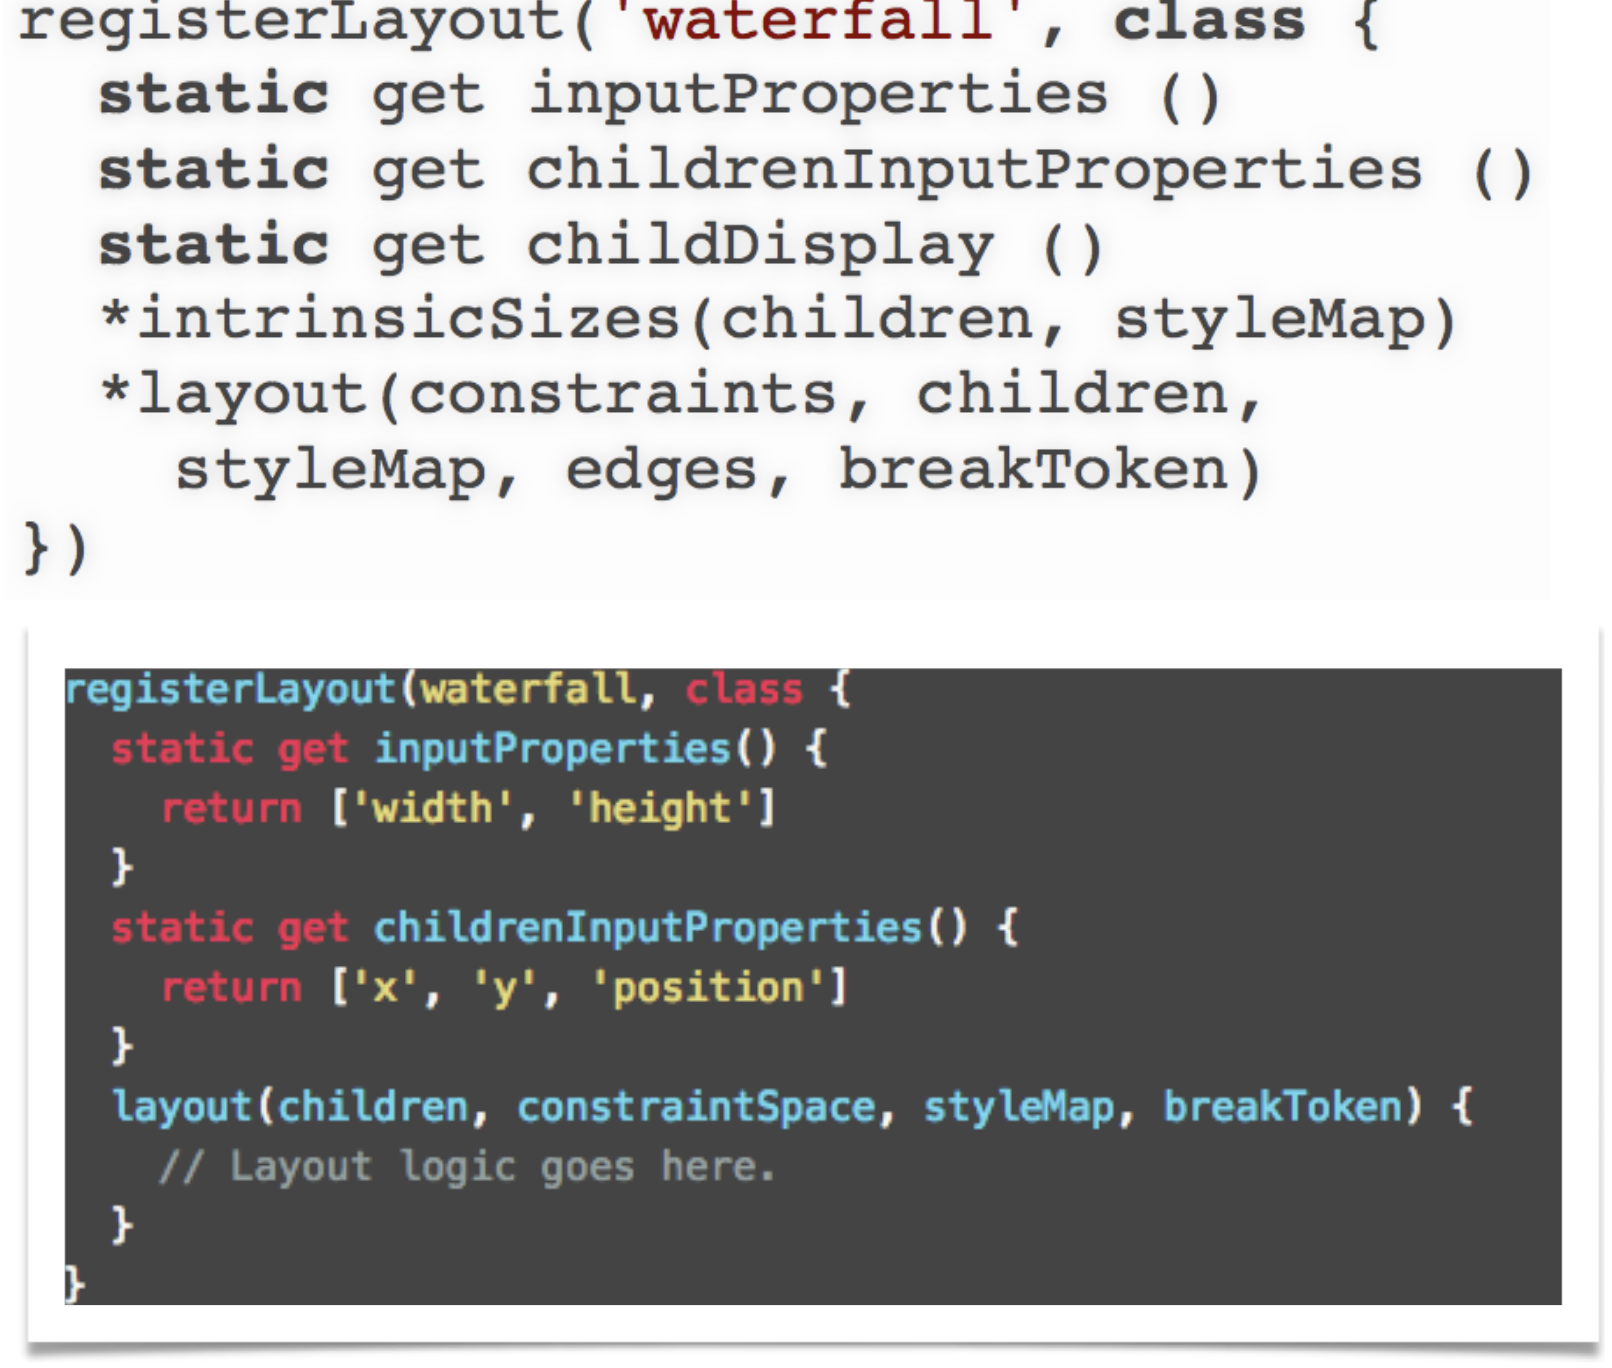 registerLayout('waterfall', class {
  static get inputProperties ()
  static get childrenInputProperties ()
  static get childDisplay ()
  *intrinsicSizes(children, styleMap)
  *layout(constraints, children,
    styleMap, edges, breakToken)
})
registerLayout(waterfall, class {
  static get inputProperties() {
    return ['width', 'height']
  }
  static get childrenInputProperties() {
    return ['x', 'y', 'position']
  }
  layout(children, constraintSpace, styleMap, breakToken) {
    // Layout logic goes here.
  }
}